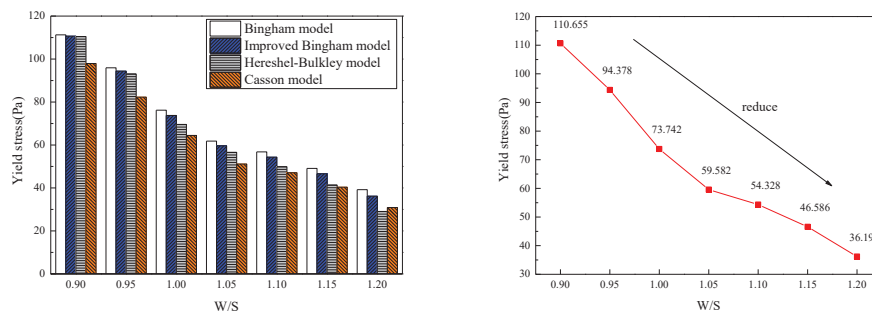 Bingham model
Improved Bingham model
Hereshel-Bulkley model
Casson model
Yield stress(Pa)
120
100
80
60
40
20
0
0.90 0.95 1.00 1.05 1.10 1.15 1.20
W/S
Yield stress(Pa)
120
110
100
90
80
70
60
50
40
30
110.655
94.378
73.742
59.582
54.328
46.586
36.19
reduce
0.90 0.95 1.00 1.05 1.10 1.15 1.20
W/S